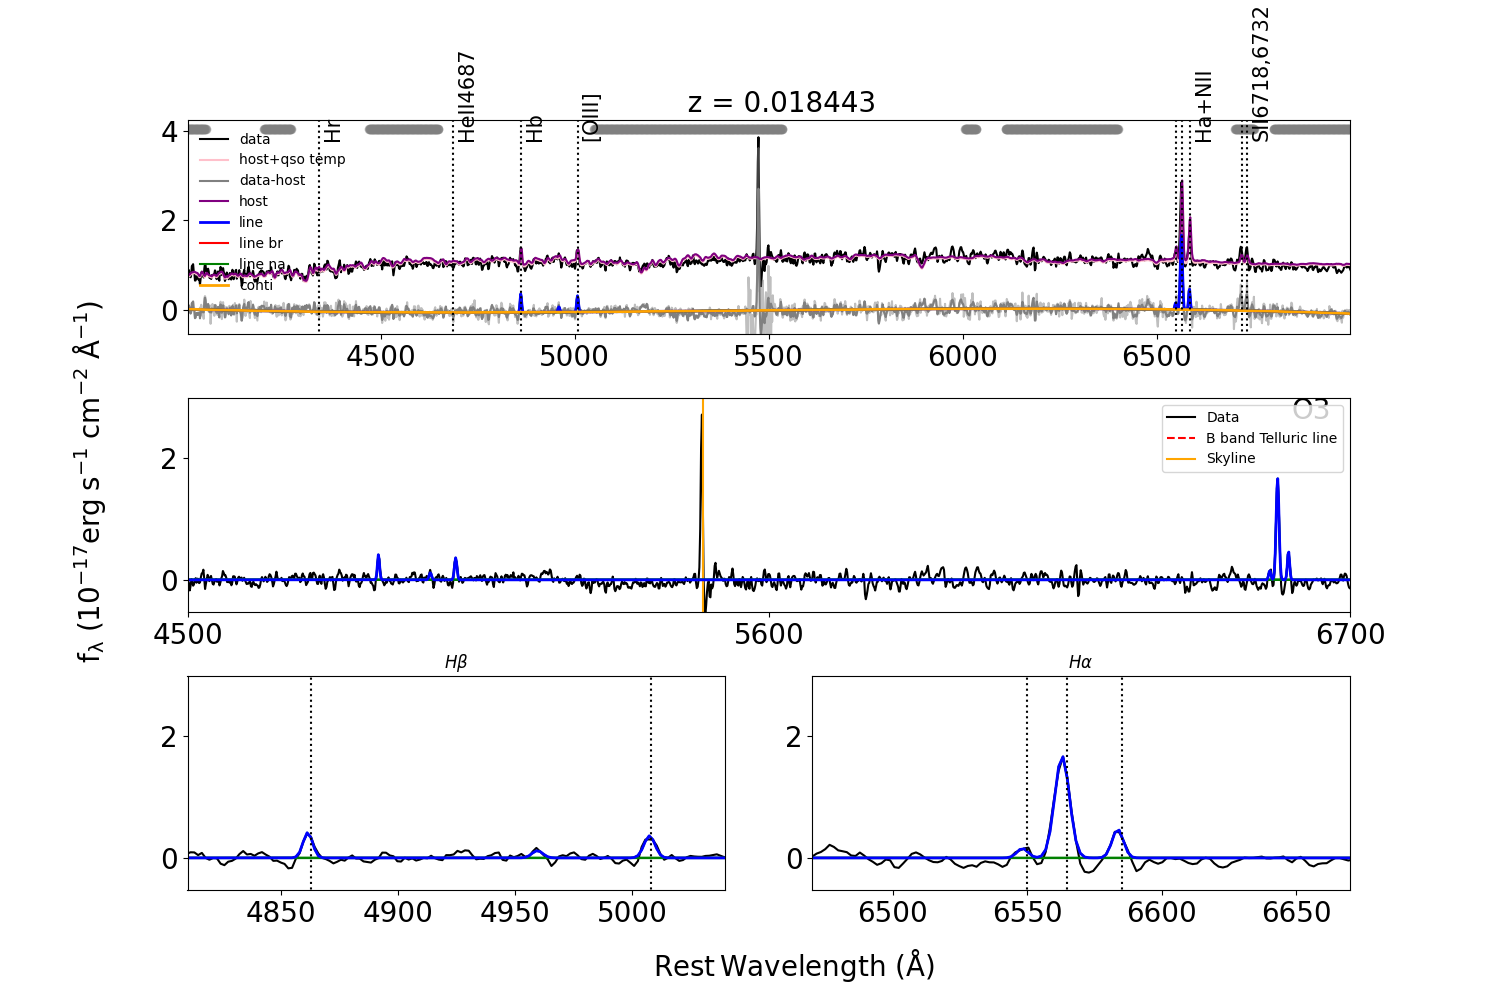 z = 0.018443
Hr
HeII4687
Hb
[OIII]
Ha+NII
SII6718,6732
data
host+qso temp
data-host
host
line
line br
line na
conti
4
2
0
4500 5000 5500 6000 6500
fλ (10⁻¹⁷erg s⁻¹ cm⁻² Å⁻¹)
O3
Data
B band Telluric line
Skyline
2
0
4500 5600 6700
Hβ
2
0
4850 4900 4950 5000
Hα
2
0
6500 6550 6600 6650
Rest Wavelength (Å)